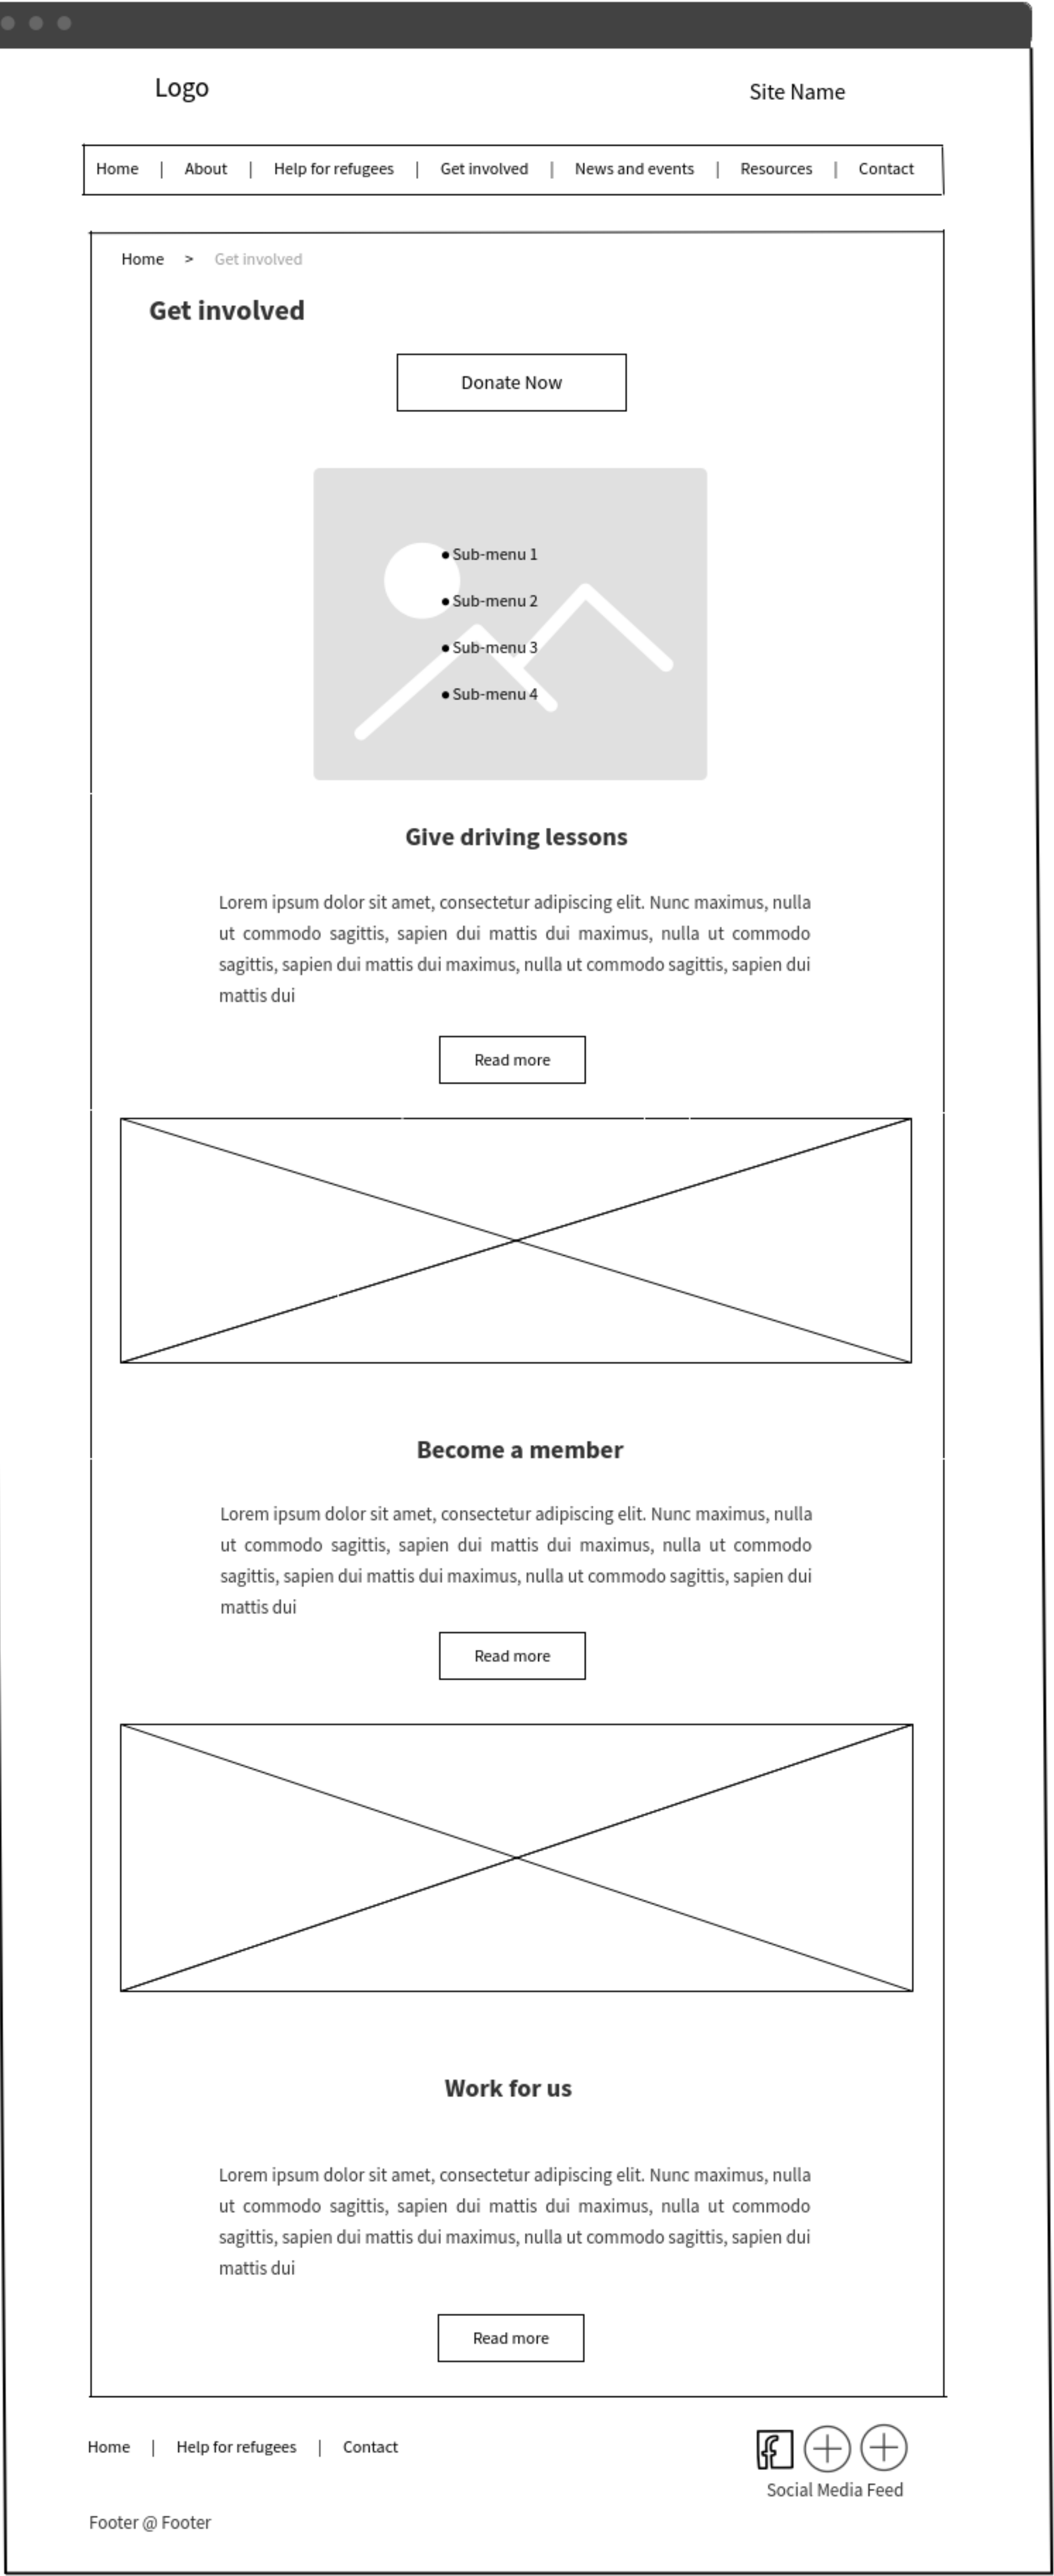 Logo
Site Name
Home | About | Help for refugees | Get involved | News and events | Resources | Contact
Home > Get involved
Get involved
Donate Now
• Sub-menu 1
• Sub-menu 2
• Sub-menu 3
• Sub-menu 4
Give driving lessons
Lorem ipsum dolor sit amet, consectetur adipiscing elit. Nunc maximus, nulla
ut commodo sagittis, sapien dui mattis dui maximus, nulla ut commodo
sagittis, sapien dui mattis dui maximus, nulla ut commodo sagittis, sapien dui
mattis dui
Read more
Become a member
Lorem ipsum dolor sit amet, consectetur adipiscing elit. Nunc maximus, nulla
ut commodo sagittis, sapien dui mattis dui maximus, nulla ut commodo
sagittis, sapien dui mattis dui maximus, nulla ut commodo sagittis, sapien dui
mattis dui
Read more
Work for us
Lorem ipsum dolor sit amet, consectetur adipiscing elit. Nunc maximus, nulla
ut commodo sagittis, sapien dui mattis dui maximus, nulla ut commodo
sagittis, sapien dui mattis dui maximus, nulla ut commodo sagittis, sapien dui
mattis dui
Read more
Home | Help for refugees | Contact
Social Media Feed
Footer @ Footer